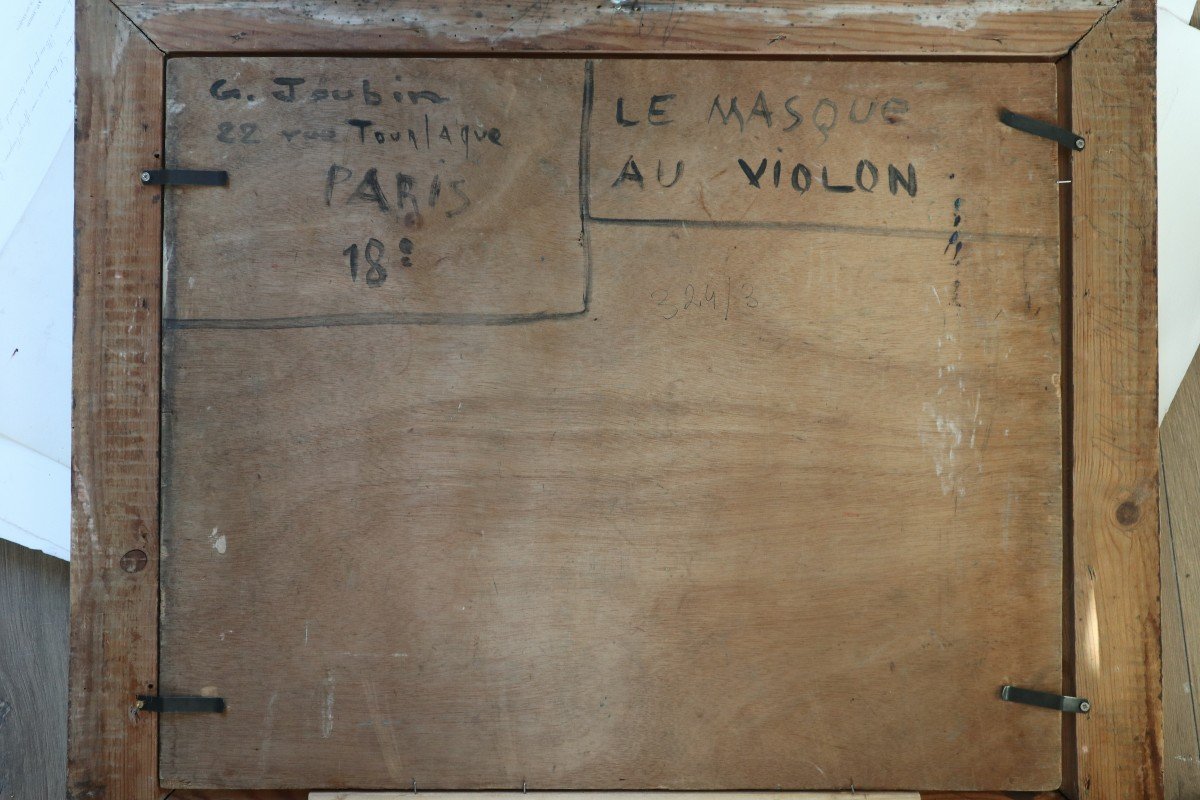 G. Joubin
22 rue Tourlaque
PARIS
18e
LE MASQUE
AU VIOLON
324/3